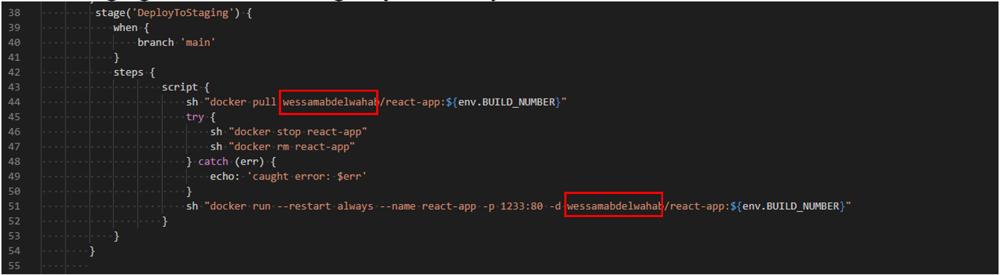 38 stage('DeployToStaging') {
39 when {
40 branch 'main'
41 }
42 steps {
43 script {
44 sh "docker pull wessamabdelwahab/react-app:${env.BUILD_NUMBER}"
45 try {
46 sh "docker stop react-app"
47 sh "docker rm react-app"
48 } catch (err) {
49 echo: 'caught error: $err'
50 }
51 sh "docker run --restart always --name react-app -p 1233:80 -d wessamabdelwahab/react-app:${env.BUILD_NUMBER}"
52 }
53 }
54 }
55